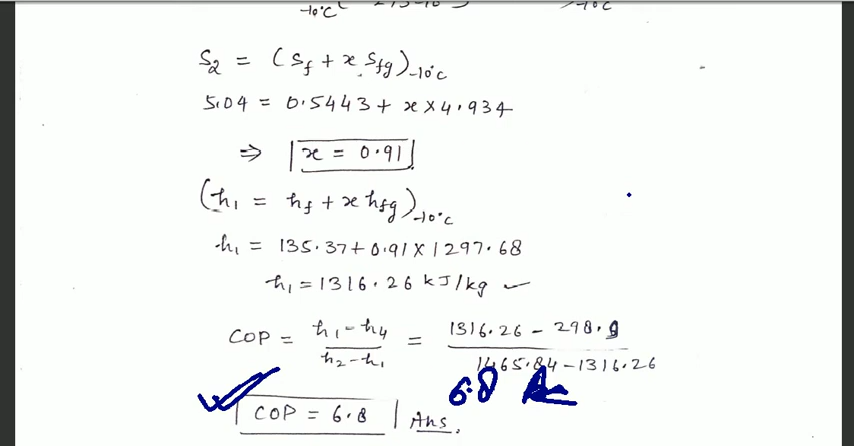 -10°C
-10°C
S₂ = (Sf + x Sfg)-10°C
5.04 = 0.5443 + x × 4.934
⇒ x = 0.91
(h₁ = hf + x hfg)-10°C
h₁ = 135.37 + 0.91 × 1297.68
h₁ = 1316.26 kJ/kg
COP = h₁ - h₄ / h₂ - h₁ = 1316.26 - 298.9 / 1465.84 - 1316.26
6.8
COP = 6.8 Ans.